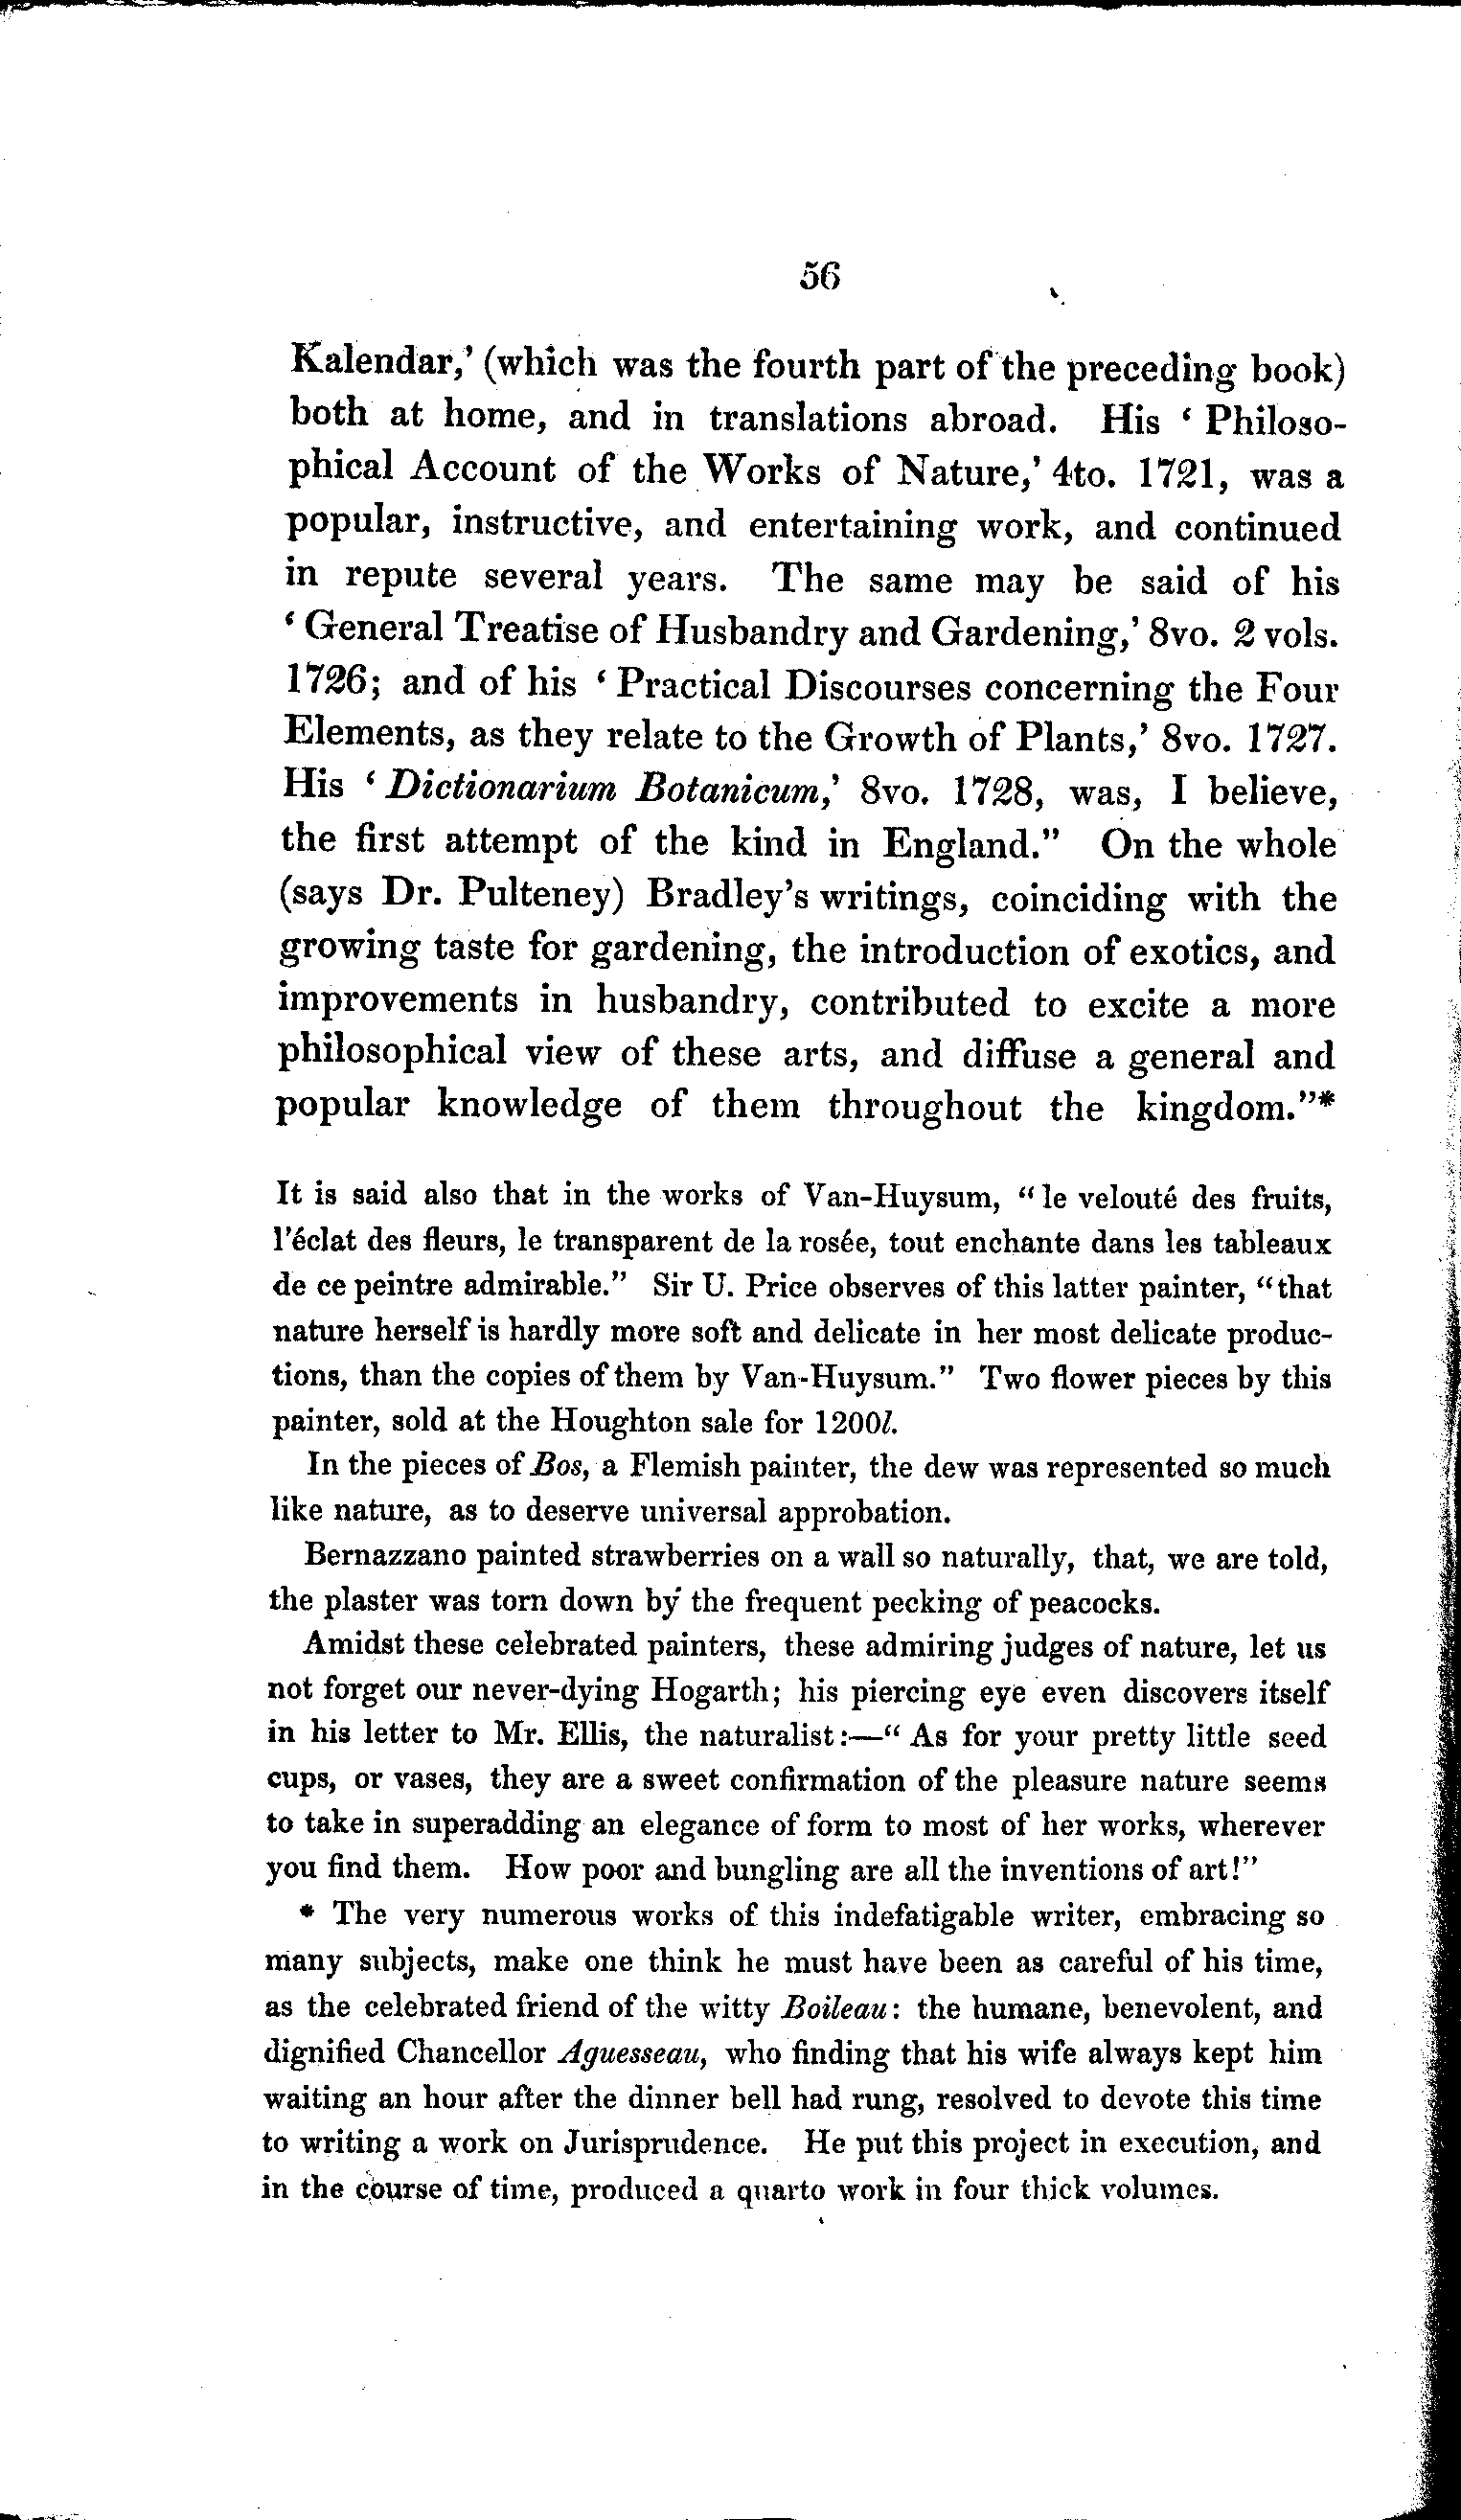 56
Kalendar,' (which was the fourth part of the preceding book)
both at home, and in translations abroad. His ‘ Philoso-
phical Account of the Works of Nature,' 4to. 1721, was a
popular, instructive, and entertaining work, and continued
in repute several years. The same may be said of his
‘ General Treatise of Husbandry and Gardening,' 8vo. 2 vols.
1726; and of his ‘ Practical Discourses concerning the Four
Elements, as they relate to the Growth of Plants,' 8vo. 1727.
His ‘ Dictionarium Botanicum,' 8vo. 1728, was, I believe,
the first attempt of the kind in England." On the whole
(says Dr. Pulteney) Bradley's writings, coinciding with the
growing taste for gardening, the introduction of exotics, and
improvements in husbandry, contributed to excite a more
philosophical view of these arts, and diffuse a general and
popular knowledge of them throughout the kingdom."*
It is said also that in the works of Van-Huysum, "le velouté des fruits,
l'éclat des fleurs, le transparent de la rosée, tout enchante dans les tableaux
de ce peintre admirable." Sir U. Price observes of this latter painter, "that
nature herself is hardly more soft and delicate in her most delicate produc-
tions, than the copies of them by Van-Huysum." Two flower pieces by this
painter, sold at the Houghton sale for 1200l.
In the pieces of Bos, a Flemish painter, the dew was represented so much
like nature, as to deserve universal approbation.
Bernazzano painted strawberries on a wall so naturally, that, we are told,
the plaster was torn down by the frequent pecking of peacocks.
Amidst these celebrated painters, these admiring judges of nature, let us
not forget our never-dying Hogarth; his piercing eye even discovers itself
in his letter to Mr. Ellis, the naturalist:—" As for your pretty little seed
cups, or vases, they are a sweet confirmation of the pleasure nature seems
to take in superadding an elegance of form to most of her works, wherever
you find them. How poor and bungling are all the inventions of art!"
* The very numerous works of this indefatigable writer, embracing so
many subjects, make one think he must have been as careful of his time,
as the celebrated friend of the witty Boileau: the humane, benevolent, and
dignified Chancellor Aguesseau, who finding that his wife always kept him
waiting an hour after the dinner bell had rung, resolved to devote this time
to writing a work on Jurisprudence. He put this project in execution, and
in the course of time, produced a quarto work in four thick volumes.